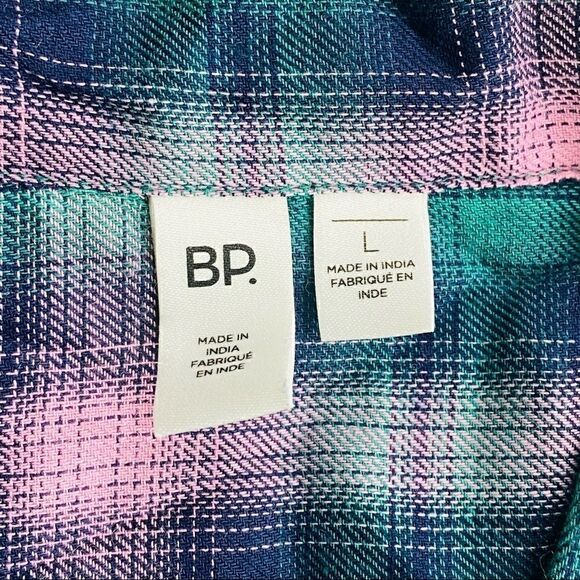 BP.
MADE IN
INDIA
FABRIQUÉ
EN INDE
L
MADE IN INDIA
FABRIQUÉ EN
INDE